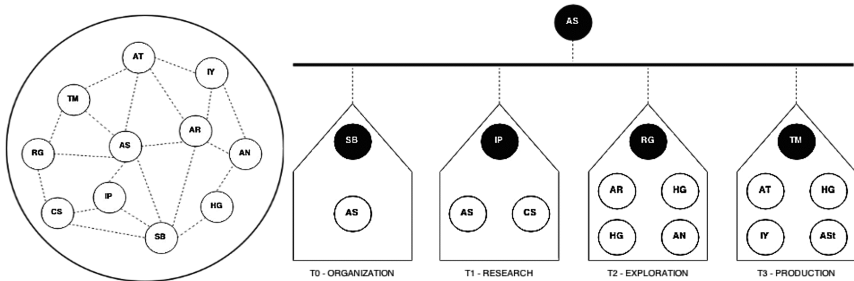 AS
AT
IY
TM
AR
AS
RG
AN
IP
HG
CS
SB
SB
IP
RG
TM
AR HG
AT HG
AS
AS CS
HG AN
IY ASt
T0 - ORGANIZATION
T1 - RESEARCH
T2 - EXPLORATION
T3 - PRODUCTION